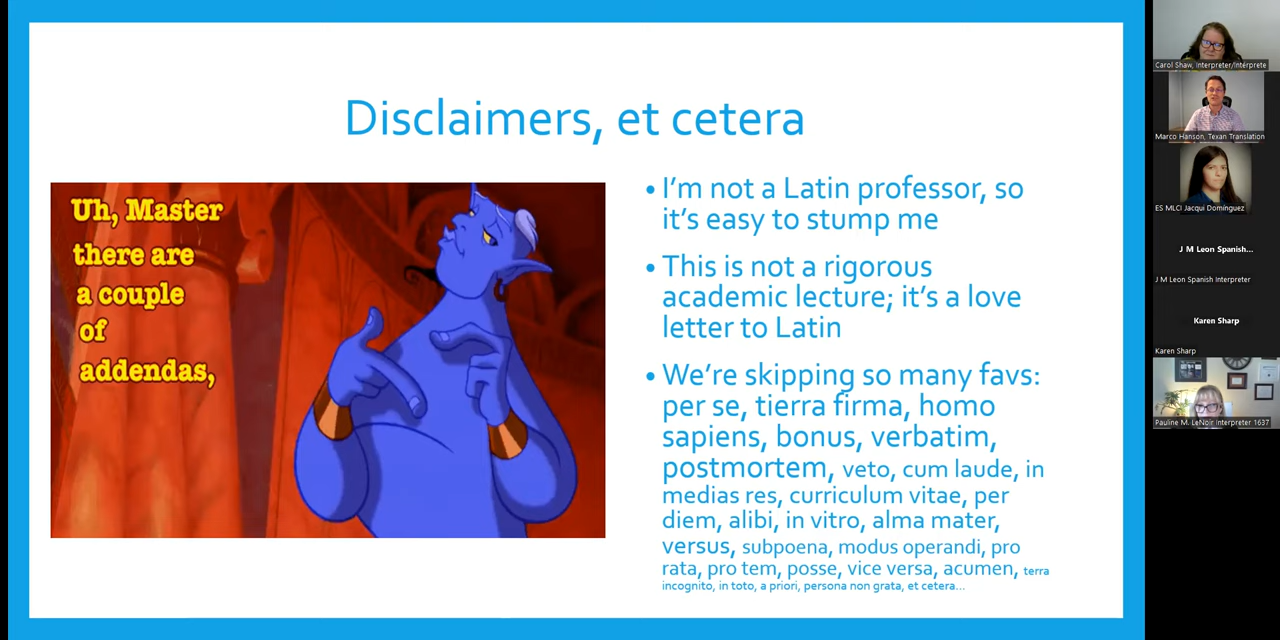 Disclaimers, et cetera
Uh, Master
there are
a couple
of
addendas,
• I'm not a Latin professor, so
it's easy to stump me
• This is not a rigorous
academic lecture; it's a love
letter to Latin
• We're skipping so many favs:
per se, tierra firma, homo
sapiens, bonus, verbatim,
postmortem, veto, cum laude, in
medias res, curriculum vitae, per
diem, alibi, in vitro, alma mater,
versus, subpoena, modus operandi, pro
rata, pro tem, posse, vice versa, acumen, terra
incognito, in toto, a priori, persona non grata, et cetera...
Carol Shaw, Interpreter/Intérprete
Marco Hanson, Texan Translation
ES MLCI Jacqui Domínguez
J M Leon Spanish...
J M Leon Spanish Interpreter
Karen Sharp
Karen Sharp
Pauline M. LeNoir Interpreter 1637